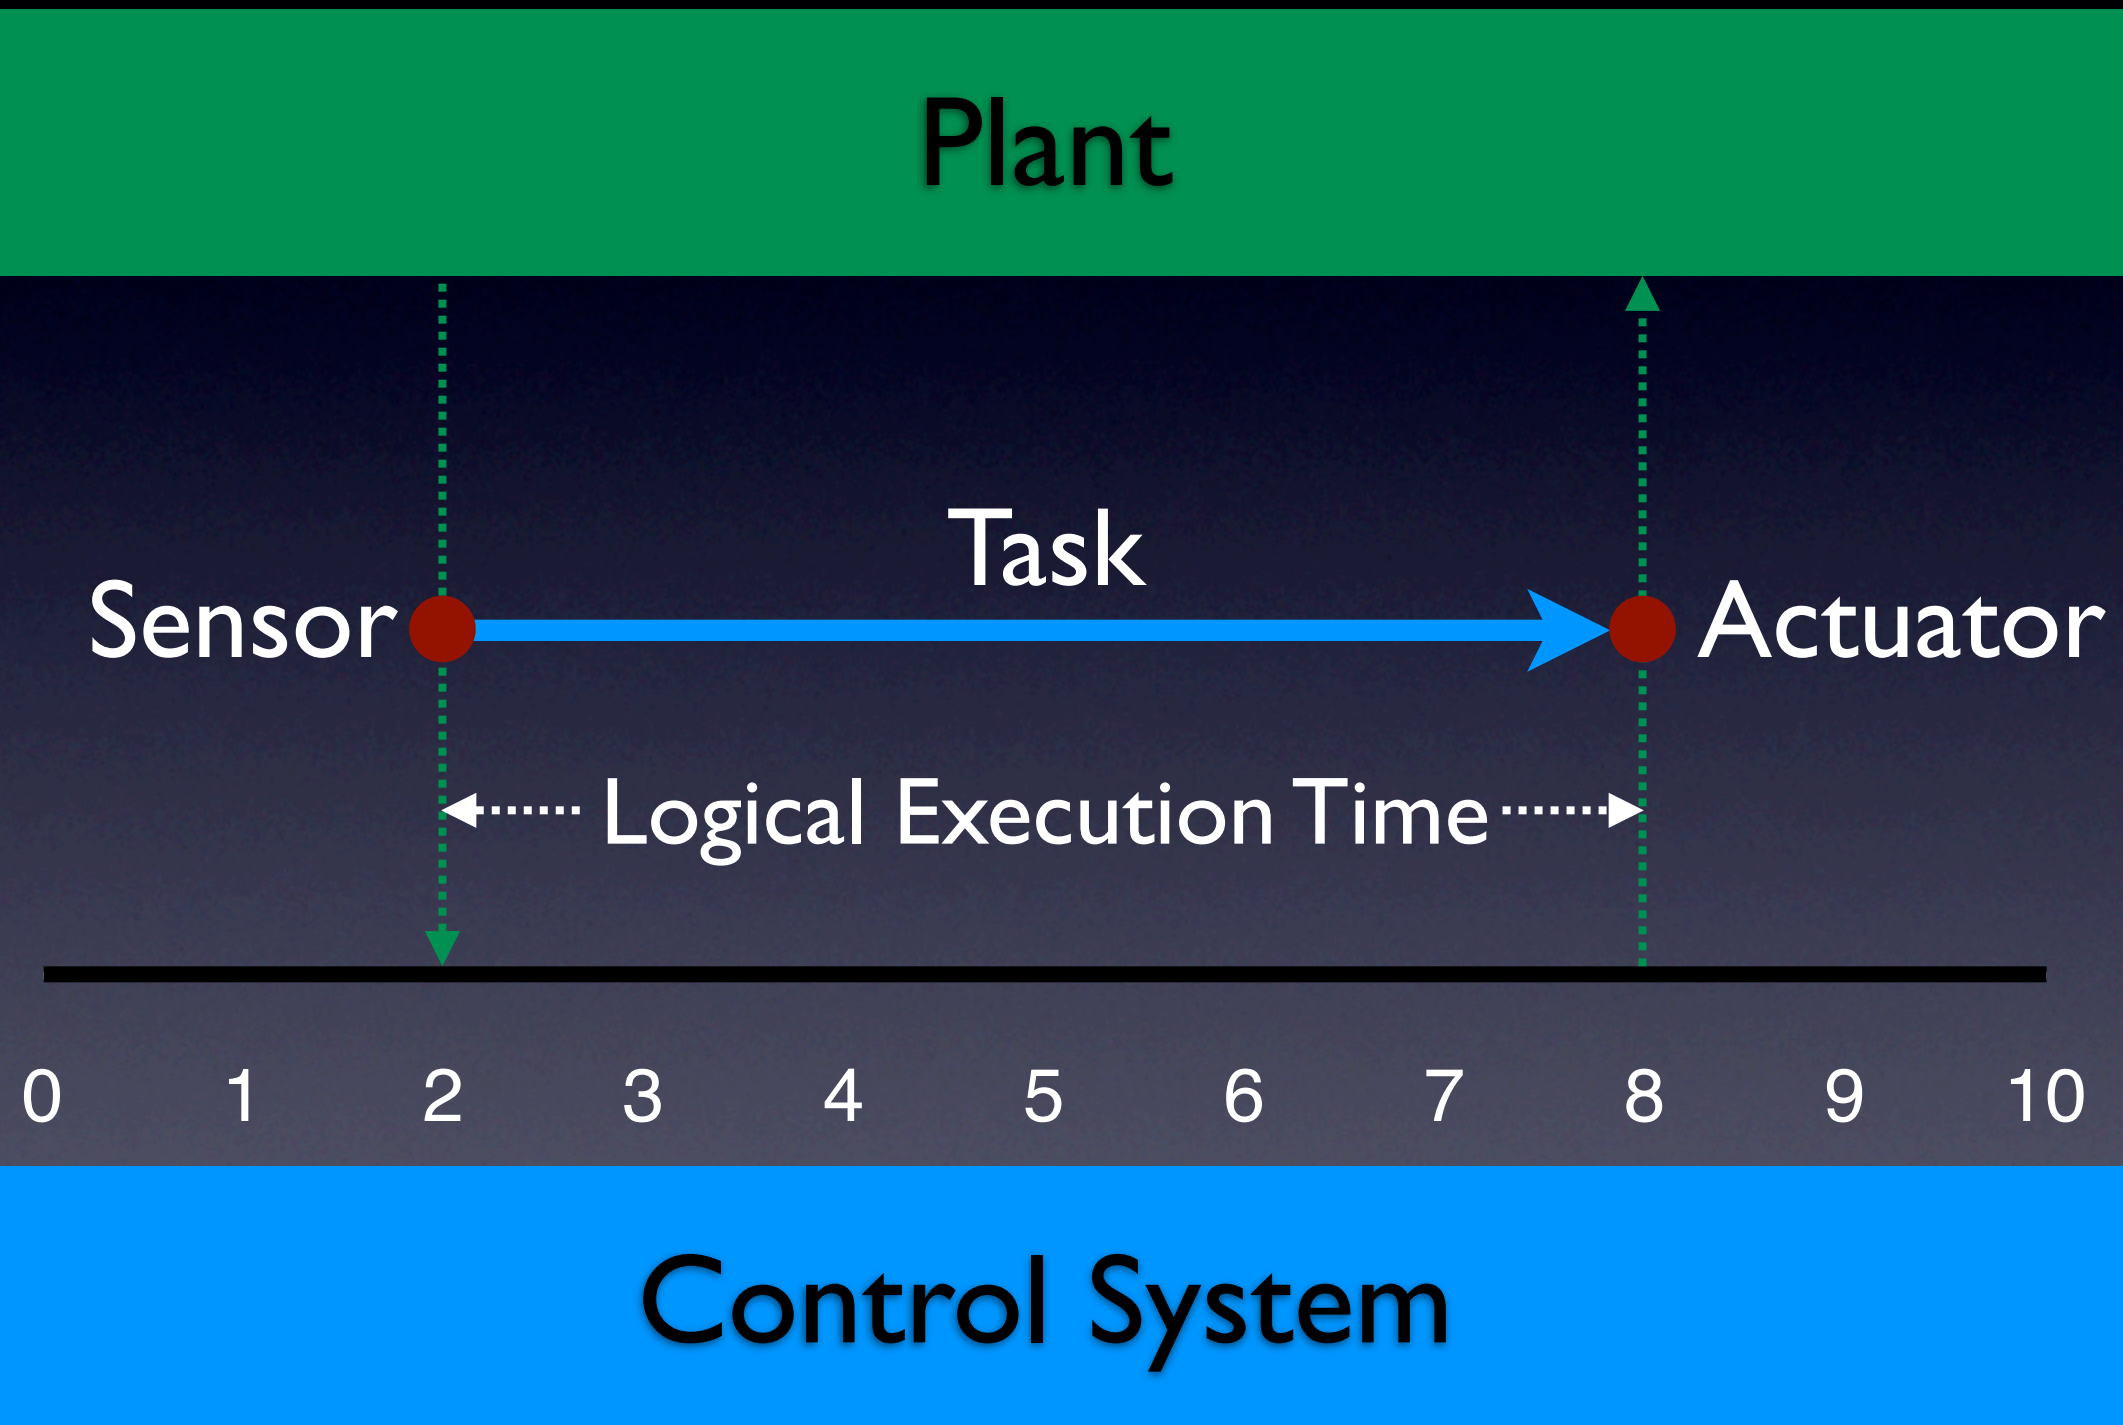 Plant
Task
Sensor
Actuator
Logical Execution Time
0 1 2 3 4 5 6 7 8 9 10
Control System